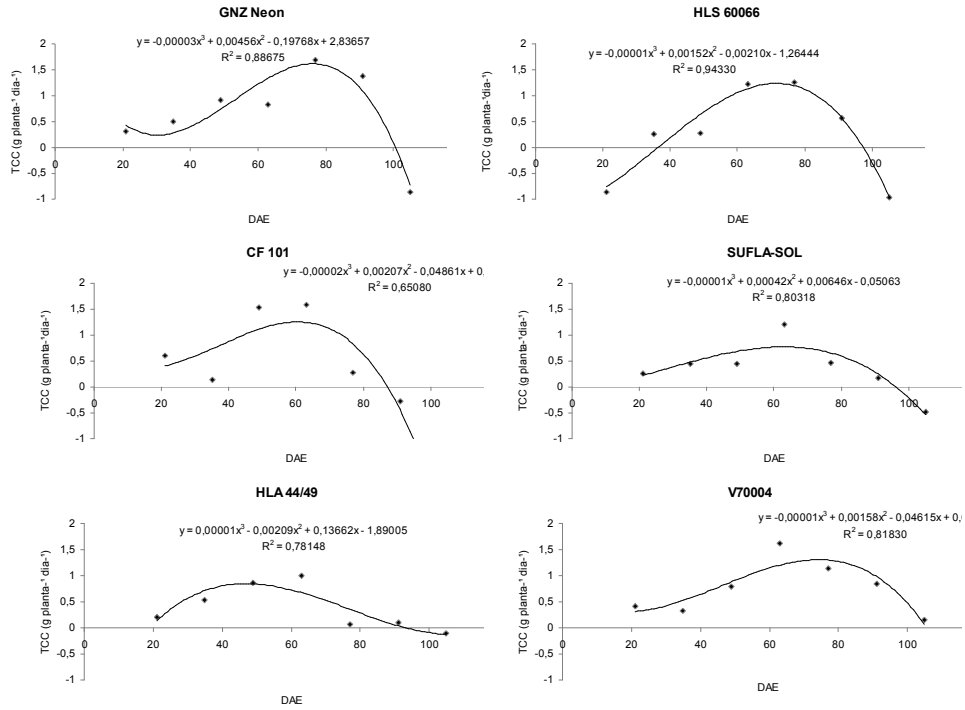 GNZ Neon
y = -0,00003x³ + 0,00456x² - 0,19768x + 2,83657
R² = 0,88675
2
1,5
1
0,5
0
-0,5
-1
0 20 40 60 80 100
TCC (g planta-¹ dia-¹)
DAE
HLS 60066
y = -0,00001x³ + 0,00152x² - 0,00210x - 1,26444
R² = 0,94330
2
1,5
1
0,5
0
-0,5
-1
0 20 40 60 80 100
TCC (g planta-¹dia-¹)
DAE
CF 101
y = -0,00002x³ + 0,00207x² - 0,04861x + 0,
R² = 0,65080
2
1,5
1
0,5
0
-0,5
-1
0 20 40 60 80 100
TCC (g planta-¹dia-¹)
DAE
SUFLA-SOL
y = -0,00001x³ + 0,00042x² + 0,00646x - 0,05063
R² = 0,80318
2
1,5
1
0,5
0
-0,5
-1
0 20 40 60 80 100
TCC (g planta-¹dia-¹)
DAE
HLA 44/49
y = 0,00001x³ - 0,00209x² + 0,13662x - 1,89005
R² = 0,78148
2
1,5
1
0,5
0
-0,5
-1
0 20 40 60 80 100
TCC (g planta-¹ dia-¹)
DAE
V70004
y = -0,00001x³ + 0,00158x² - 0,04615x + 0,
R² = 0,81830
2
1,5
1
0,5
0
-0,5
-1
0 20 40 60 80 100
TCC (g planta-¹ dia-¹)
DAE